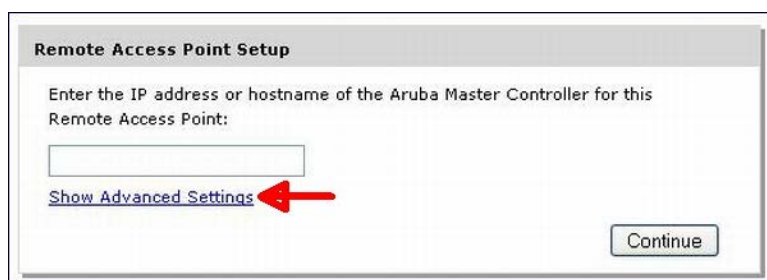 Remote Access Point Setup
Enter the IP address or hostname of the Aruba Master Controller for this
Remote Access Point:
Show Advanced Settings
Continue